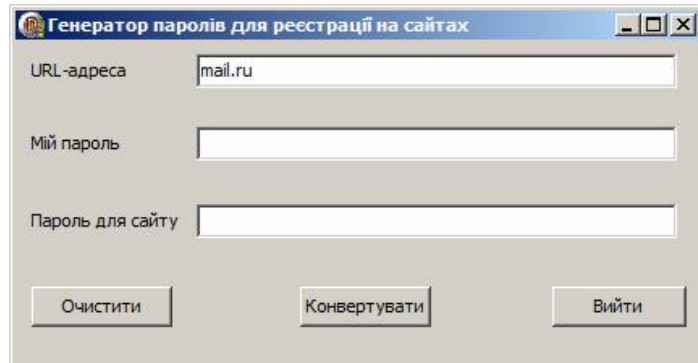 Генератор паролів для реєстрації на сайтах
URL-адреса
mail.ru
Мій пароль
Пароль для сайту
Очистити
Конвертувати
Вийти